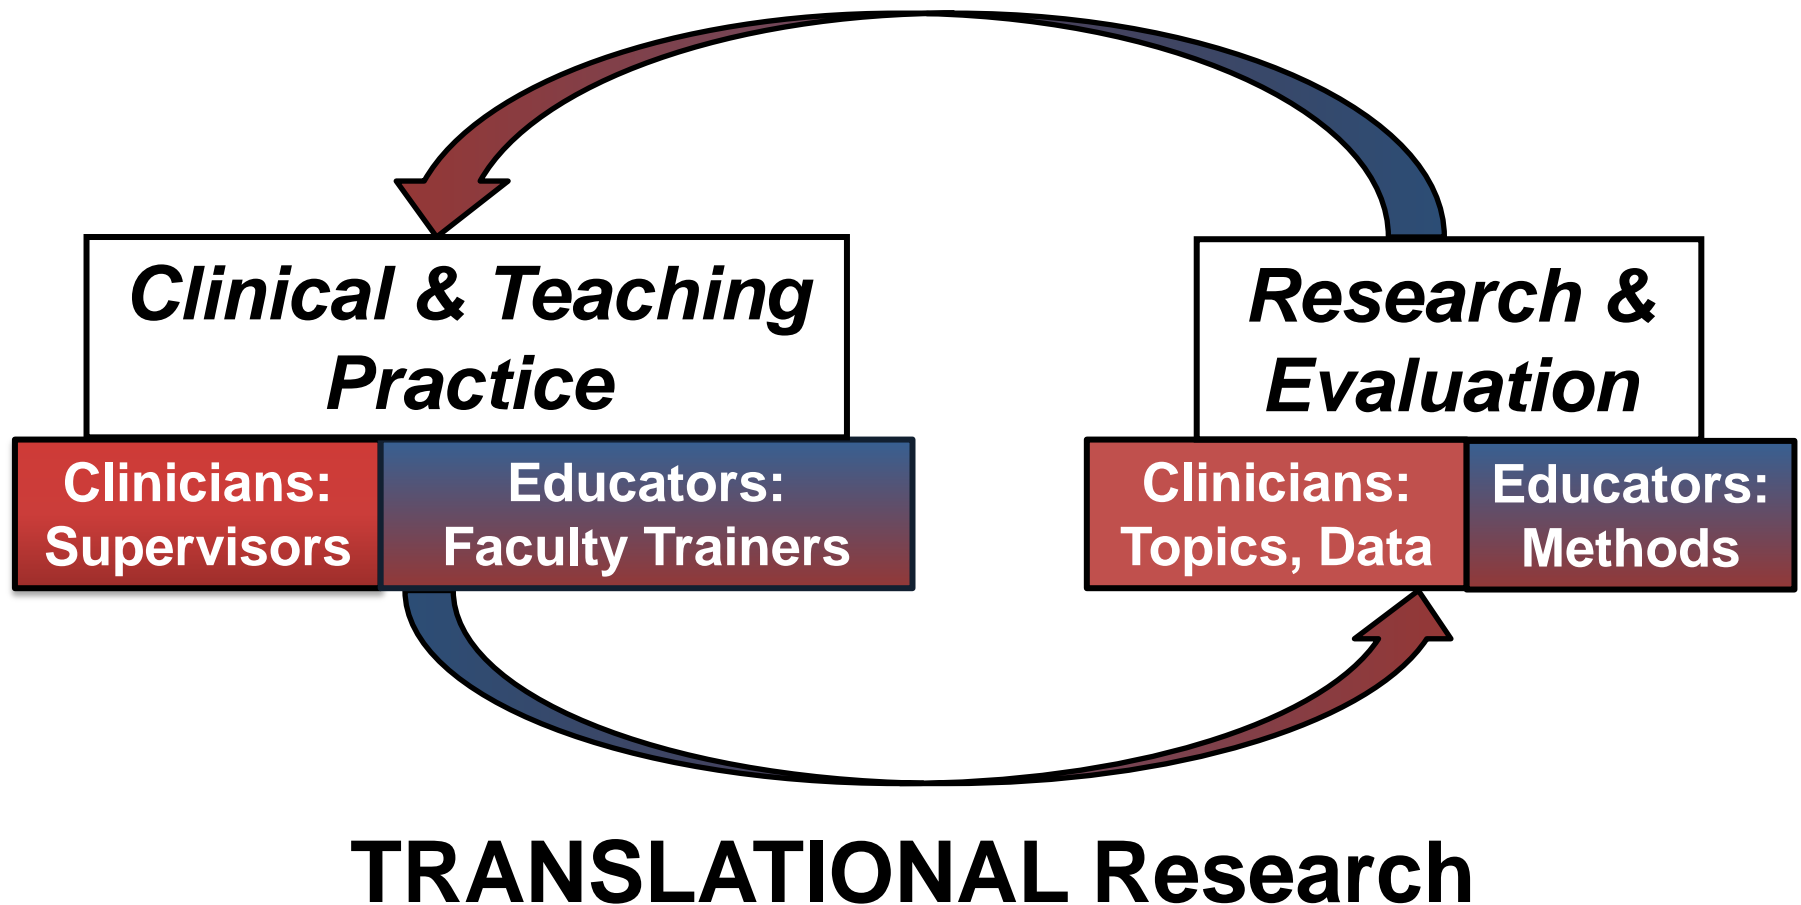 Clinical & Teaching
Practice
Clinicians:
Supervisors
Educators:
Faculty Trainers
Research &
Evaluation
Clinicians:
Topics, Data
Educators:
Methods
TRANSLATIONAL Research